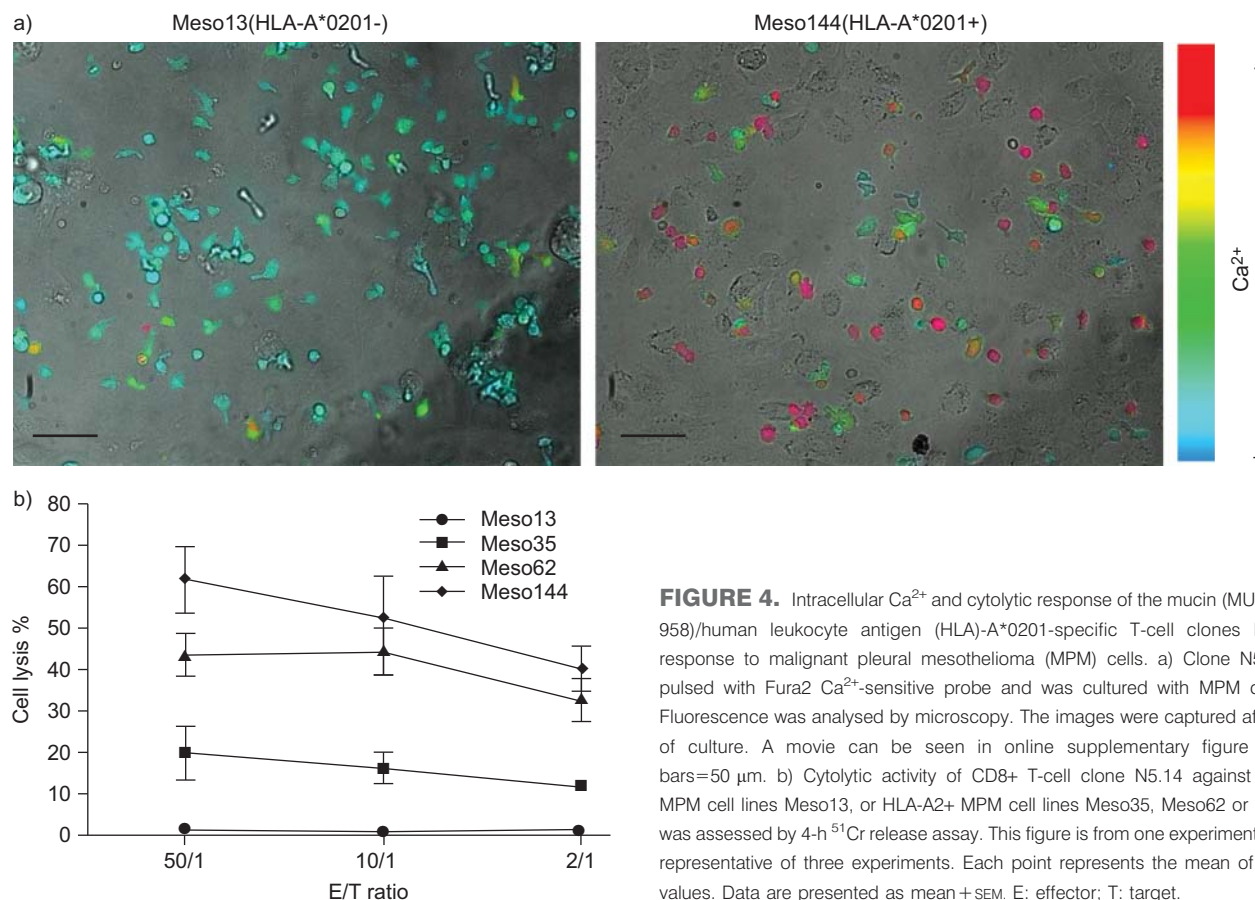 a)
Meso13(HLA-A*0201-)
Meso144(HLA-A*0201+)
Ca2+
b)
Cell lysis %
80
70
60
50
40
30
20
10
0
50/1
10/1
2/1
E/T ratio
Meso13
Meso35
Meso62
Meso144
FIGURE 4. Intracellular Ca2+ and cytolytic response of the mucin (MU
958)/human leukocyte antigen (HLA)-A*0201-specific T-cell clones
response to malignant pleural mesothelioma (MPM) cells. a) Clone N5
pulsed with Fura2 Ca2+-sensitive probe and was cultured with MPM
Fluorescence was analysed by microscopy. The images were captured
of culture. A movie can be seen in online supplementary figure
bars=50 μm. b) Cytolytic activity of CD8+ T-cell clone N5.14 against
MPM cell lines Meso13, or HLA-A2+ MPM cell lines Meso35, Meso62 or
was assessed by 4-h 51Cr release assay. This figure is from one experiment
representative of three experiments. Each point represents the mean of
values. Data are presented as mean+SEM. E: effector; T: target.